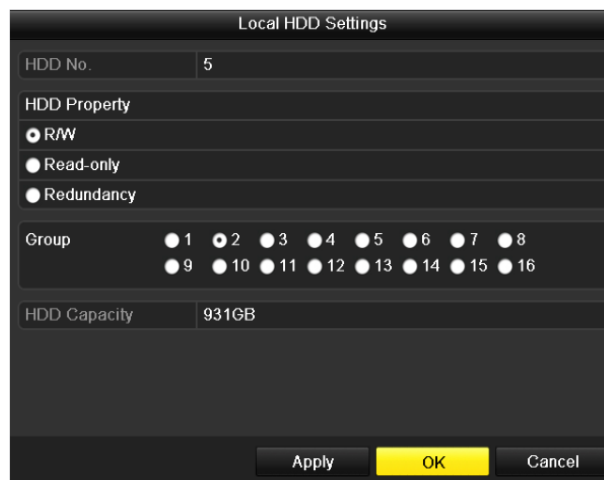 Local HDD Settings
HDD No. 5
HDD Property
R/W
Read-only
Redundancy
Group 1 2 3 4 5 6 7 8
9 10 11 12 13 14 15 16
HDD Capacity 931GB
Apply OK Cancel